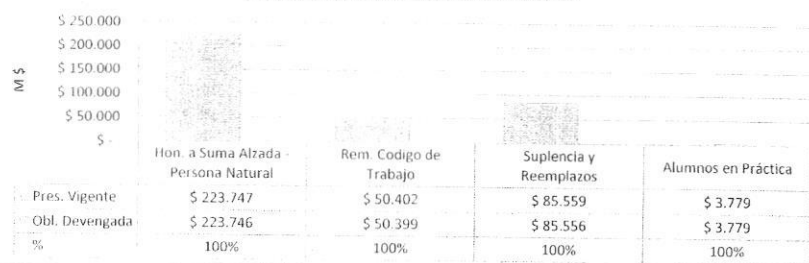 $ 250.000
$ 200.000
$ 150.000
$ 100.000
$ 50.000
$ -
M $
Hon. a Suma Alzada - Persona Natural
Rem. Codigo de Trabajo
Suplencia y Reemplazos
Alumnos en Práctica
Pres. Vigente $ 223.747 $ 50.402 $ 85.559 $ 3.779
Obl. Devengada $ 223.746 $ 50.399 $ 85.556 $ 3.779
% 100% 100% 100% 100%